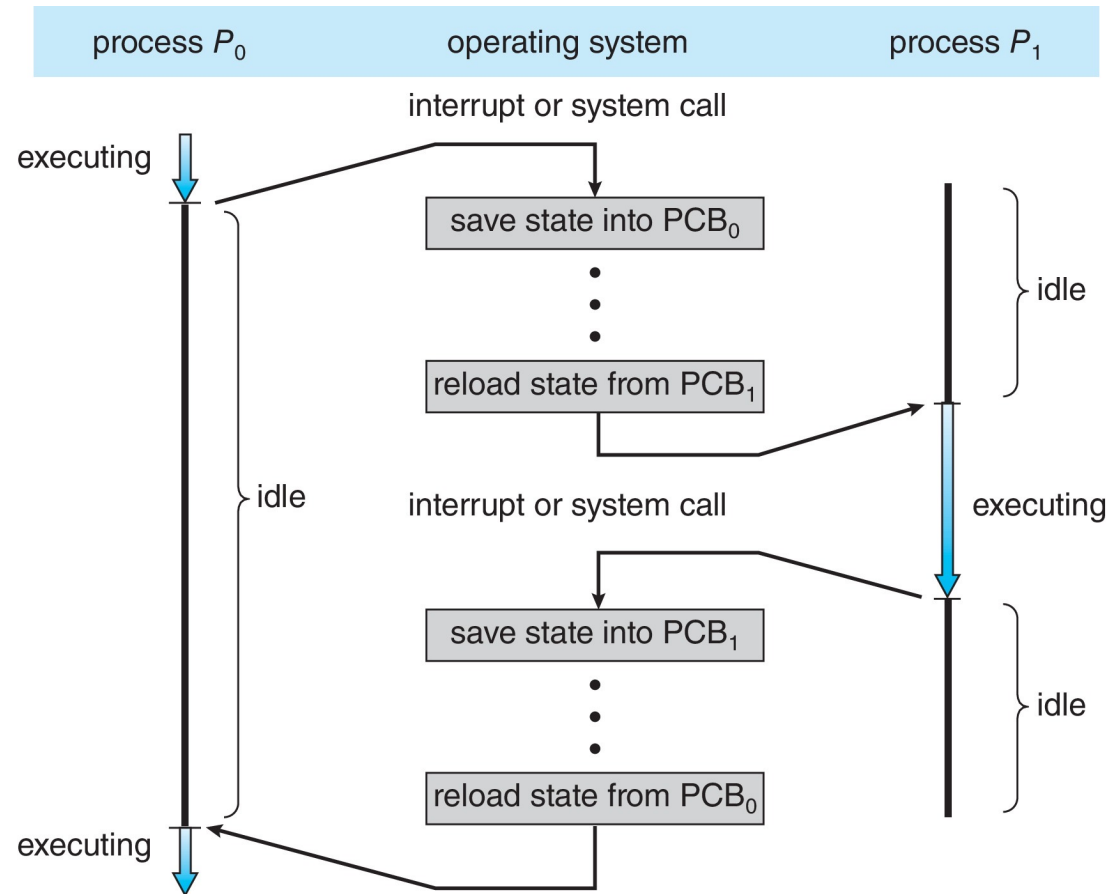 process P₀ operating system process P₁
interrupt or system call
executing
save state into PCB₀
idle
reload state from PCB₁
idle
interrupt or system call
executing
save state into PCB₁
idle
reload state from PCB₀
executing